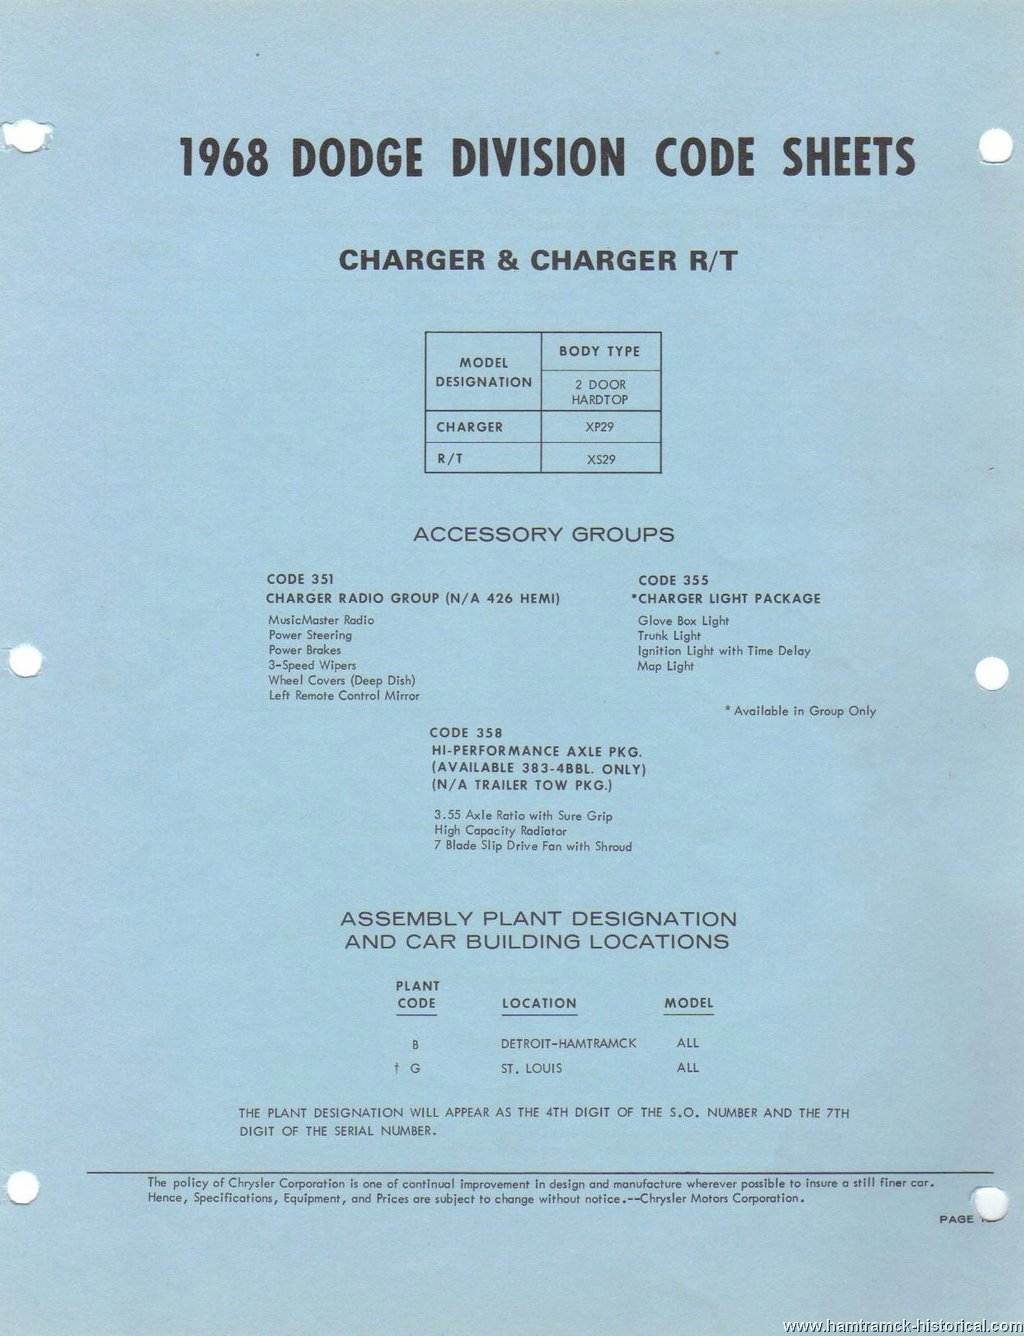 1968 DODGE DIVISION CODE SHEETS
CHARGER & CHARGER R/T
MODEL DESIGNATION
BODY TYPE
2 DOOR
HARDTOP
CHARGER XP29
R/T XS29
ACCESSORY GROUPS
CODE 351
CHARGER RADIO GROUP (N/A 426 HEMI)
MusicMaster Radio
Power Steering
Power Brakes
3-Speed Wipers
Wheel Covers (Deep Dish)
Left Remote Control Mirror
CODE 355
*CHARGER LIGHT PACKAGE
Glove Box Light
Trunk Light
Ignition Light with Time Delay
Map Light
* Available in Group Only
CODE 358
HI-PERFORMANCE AXLE PKG.
(AVAILABLE 383-4BBL. ONLY)
(N/A TRAILER TOW PKG.)
3.55 Axle Ratio with Sure Grip
High Capacity Radiator
7 Blade Slip Drive Fan with Shroud
ASSEMBLY PLANT DESIGNATION
AND CAR BUILDING LOCATIONS
PLANT
CODE LOCATION MODEL
B DETROIT-HAMTRAMCK ALL
† G ST. LOUIS ALL
THE PLANT DESIGNATION WILL APPEAR AS THE 4TH DIGIT OF THE S.O. NUMBER AND THE 7TH
DIGIT OF THE SERIAL NUMBER.
The policy of Chrysler Corporation is one of continual improvement in design and manufacture wherever possible to insure a still finer car.
Hence, Specifications, Equipment, and Prices are subject to change without notice.--Chrysler Motors Corporation.
PAGE
www.hamtramck-historical.com